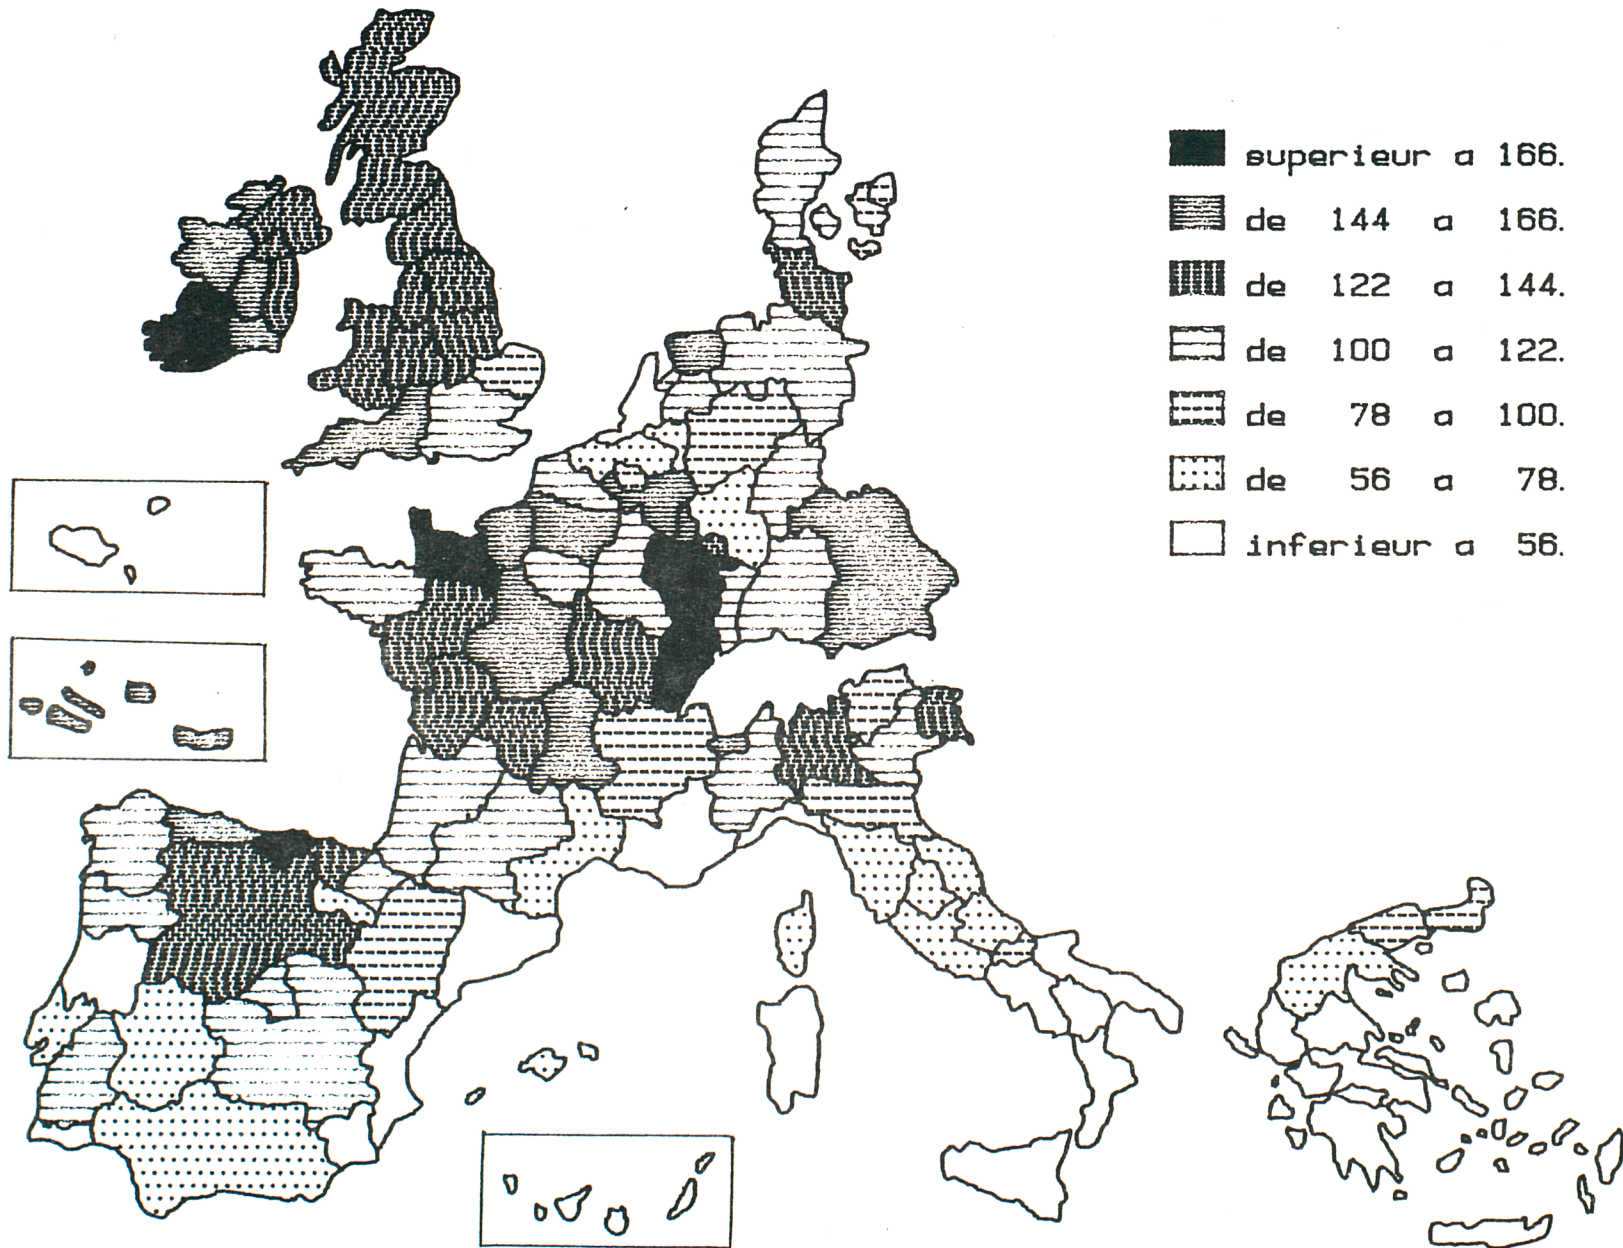 superieur a 166.
de 144 a 166.
de 122 a 144.
de 100 a 122.
de 78 a 100.
de 56 a 78.
inferieur a 56.